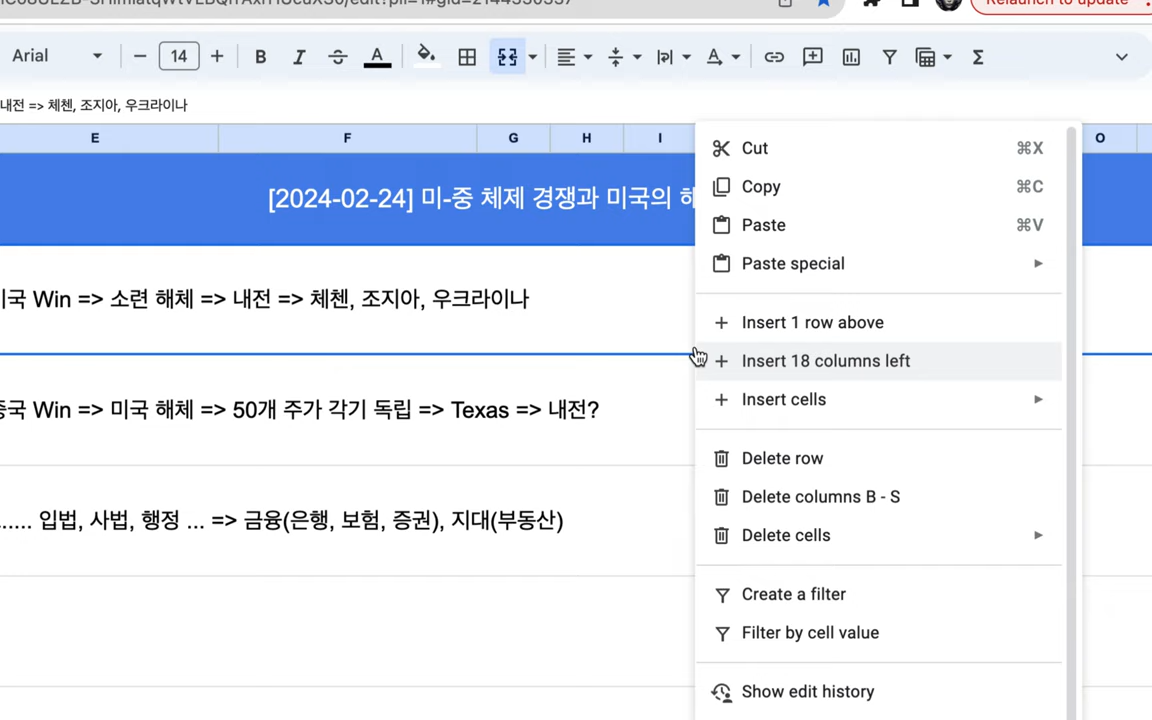 Relaunch to update
Arial
14
B
I
A
내전 => 체첸, 조지아, 우크라이나
E F G H I O
[2024-02-24] 미-중 체제 경쟁과 미국의
Win => 소련 해체 => 내전 => 체첸, 조지아, 우크라이나
Win => 미국 해체 => 50개 주가 각기 독립 => Texas => 내전?
...... 입법, 사법, 행정 ... => 금융(은행, 보험, 증권), 지대(부동산)
Cut ⌘X
Copy ⌘C
Paste ⌘V
Paste special
Insert 1 row above
Insert 18 columns left
Insert cells
Delete row
Delete columns B - S
Delete cells
Create a filter
Filter by cell value
Show edit history